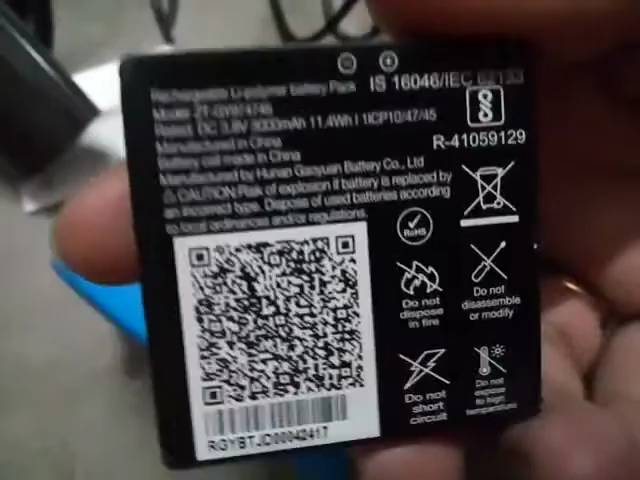 Rechargeable Li-polymer Battery Pack
IS 16046/IEC 62133
Model:
Rated: DC 3.8V 3000mAh 11.4Wh 1ICP10/47/45
R-41059129
Manufactured in China
Battery cell made in China
Manufactured by Hunan Gaoyuan Battery Co., Ltd
CAUTION Risk of explosion if battery is replaced by
an incorrect type. Dispose of used batteries according
to local ordinances and/or regulations.
RoHS
Do not
dispose
in fire
Do not
disassemble
or modify
Do not
short
circuit
Do not
expose
to high
temperature